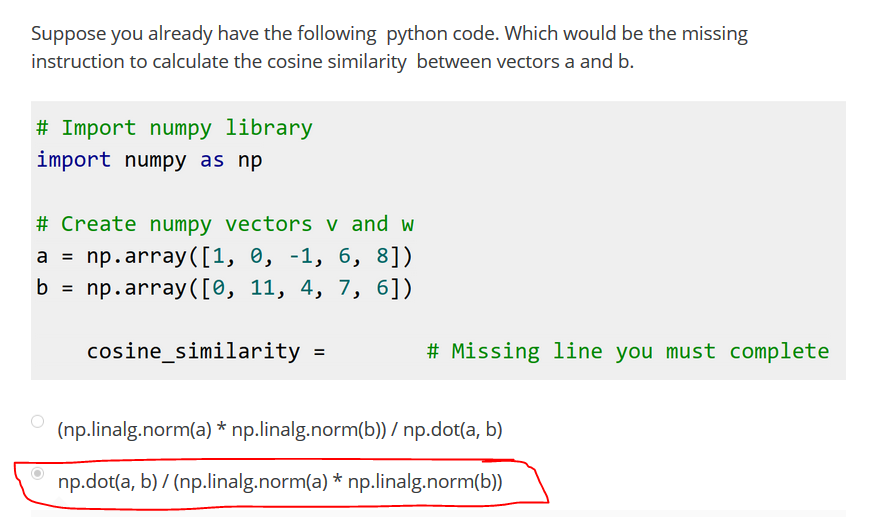 Suppose you already have the following python code. Which would be the missing
instruction to calculate the cosine similarity between vectors a and b.
# Import numpy library
import numpy as np
# Create numpy vectors v and w
a = np.array([1, 0, -1, 6, 8])
b = np.array([0, 11, 4, 7, 6])
cosine_similarity = # Missing line you must complete
(np.linalg.norm(a) * np.linalg.norm(b)) / np.dot(a, b)
np.dot(a, b) / (np.linalg.norm(a) * np.linalg.norm(b))